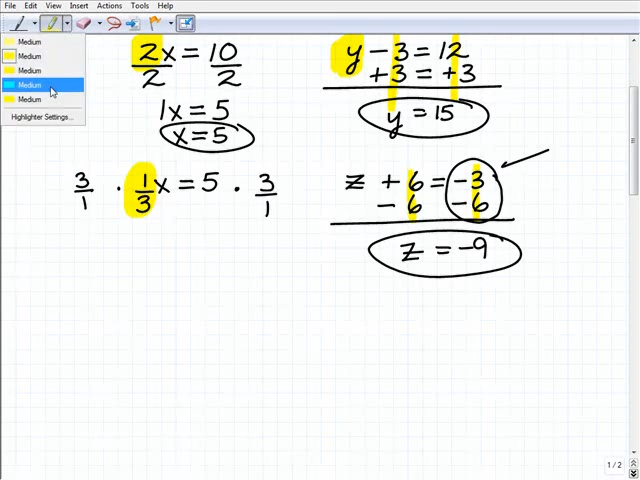 File Edit View Insert Actions Tools Help
Medium
Medium
Medium
Medium
Medium
Highlighter Settings...
2x = 10
2 2
1x = 5
x = 5
3/1 · 1/3 x = 5 · 3/1
y - 3 = 12
+3 = +3
y = 15
z + 6 = -3
- 6 - 6
z = -9
1 / 2